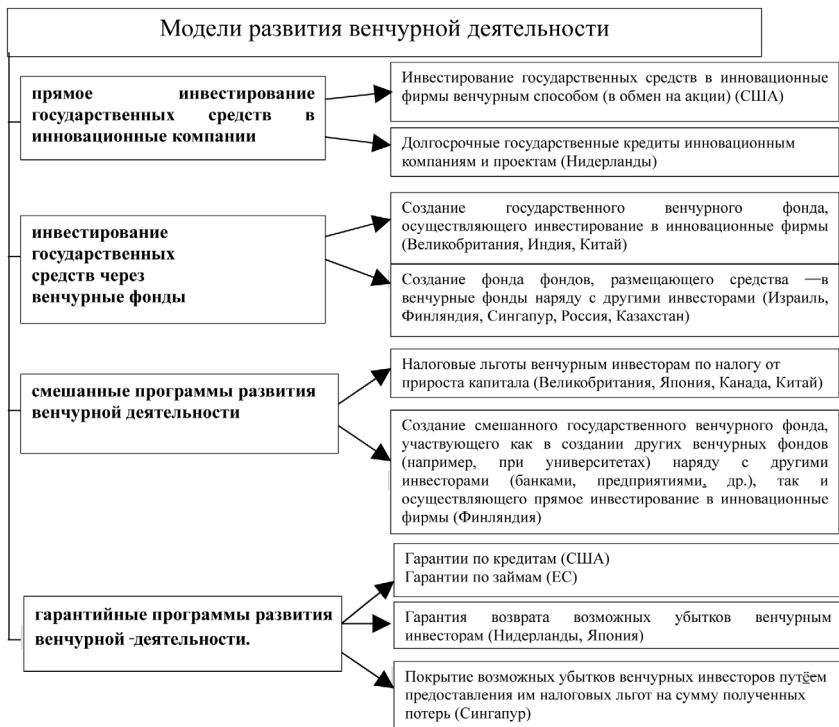 Модели развития венчурной деятельности
прямое инвестирование
государственных средств в
инновационные компании
Инвестирование государственных средств в инновационные
фирмы венчурным способом (в обмен на акции) (США)
Долгосрочные государственные кредиты инновационным
компаниям и проектам (Нидерланды)
инвестирование
государственных
средств через
венчурные фонды
Создание государственного венчурного фонда,
осуществляющего инвестирование в инновационные фирмы
(Великобритания, Индия, Китай)
Создание фонда фондов, размещающего средства —в
венчурные фонды наряду с другими инвесторами (Израиль,
Финляндия, Сингапур, Россия, Казахстан)
смешанные программы развития
венчурной деятельности
Налоговые льготы венчурным инвесторам по налогу от
прироста капитала (Великобритания, Япония, Канада, Китай)
Создание смешанного государственного венчурного фонда,
участвующего как в создании других венчурных фондов
(например, при университетах) наряду с другими
инвесторами (банками, предприятиями, др.), так и
осуществляющего прямое инвестирование в инновационные
фирмы (Финляндия)
гарантийные программы развития
венчурной -деятельности.
Гарантии по кредитам (США)
Гарантии по займам (ЕС)
Гарантия возврата возможных убытков венчурным
инвесторам (Нидерланды, Япония)
Покрытие возможных убытков венчурных инвесторов путёем
предоставления им налоговых льгот на сумму полученных
потерь (Сингапур)